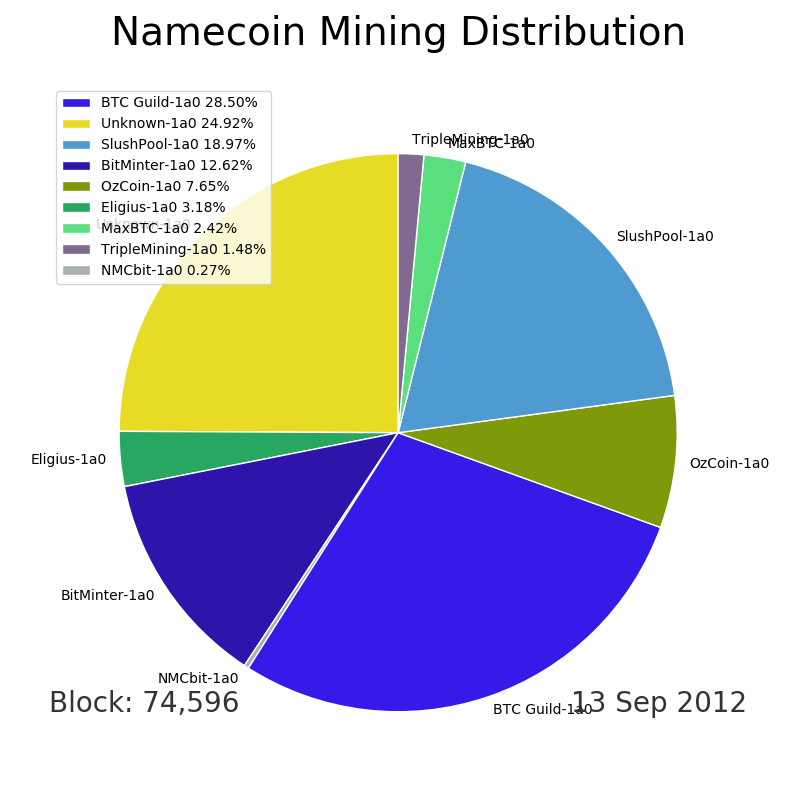 Namecoin Mining Distribution
BTC Guild-1a0 28.50%
Unknown-1a0 24.92%
SlushPool-1a0 18.97%
BitMinter-1a0 12.62%
OzCoin-1a0 7.65%
Eligius-1a0 3.18%
MaxBTC-1a0 2.42%
TripleMining-1a0 1.48%
NMCbit-1a0 0.27%
TripleMining-1a0
MaxBTC-1a0
Unknown-1a0
SlushPool-1a0
Eligius-1a0
OzCoin-1a0
BitMinter-1a0
NMCbit-1a0
BTC Guild-1a0
Block: 74,596
13 Sep 2012